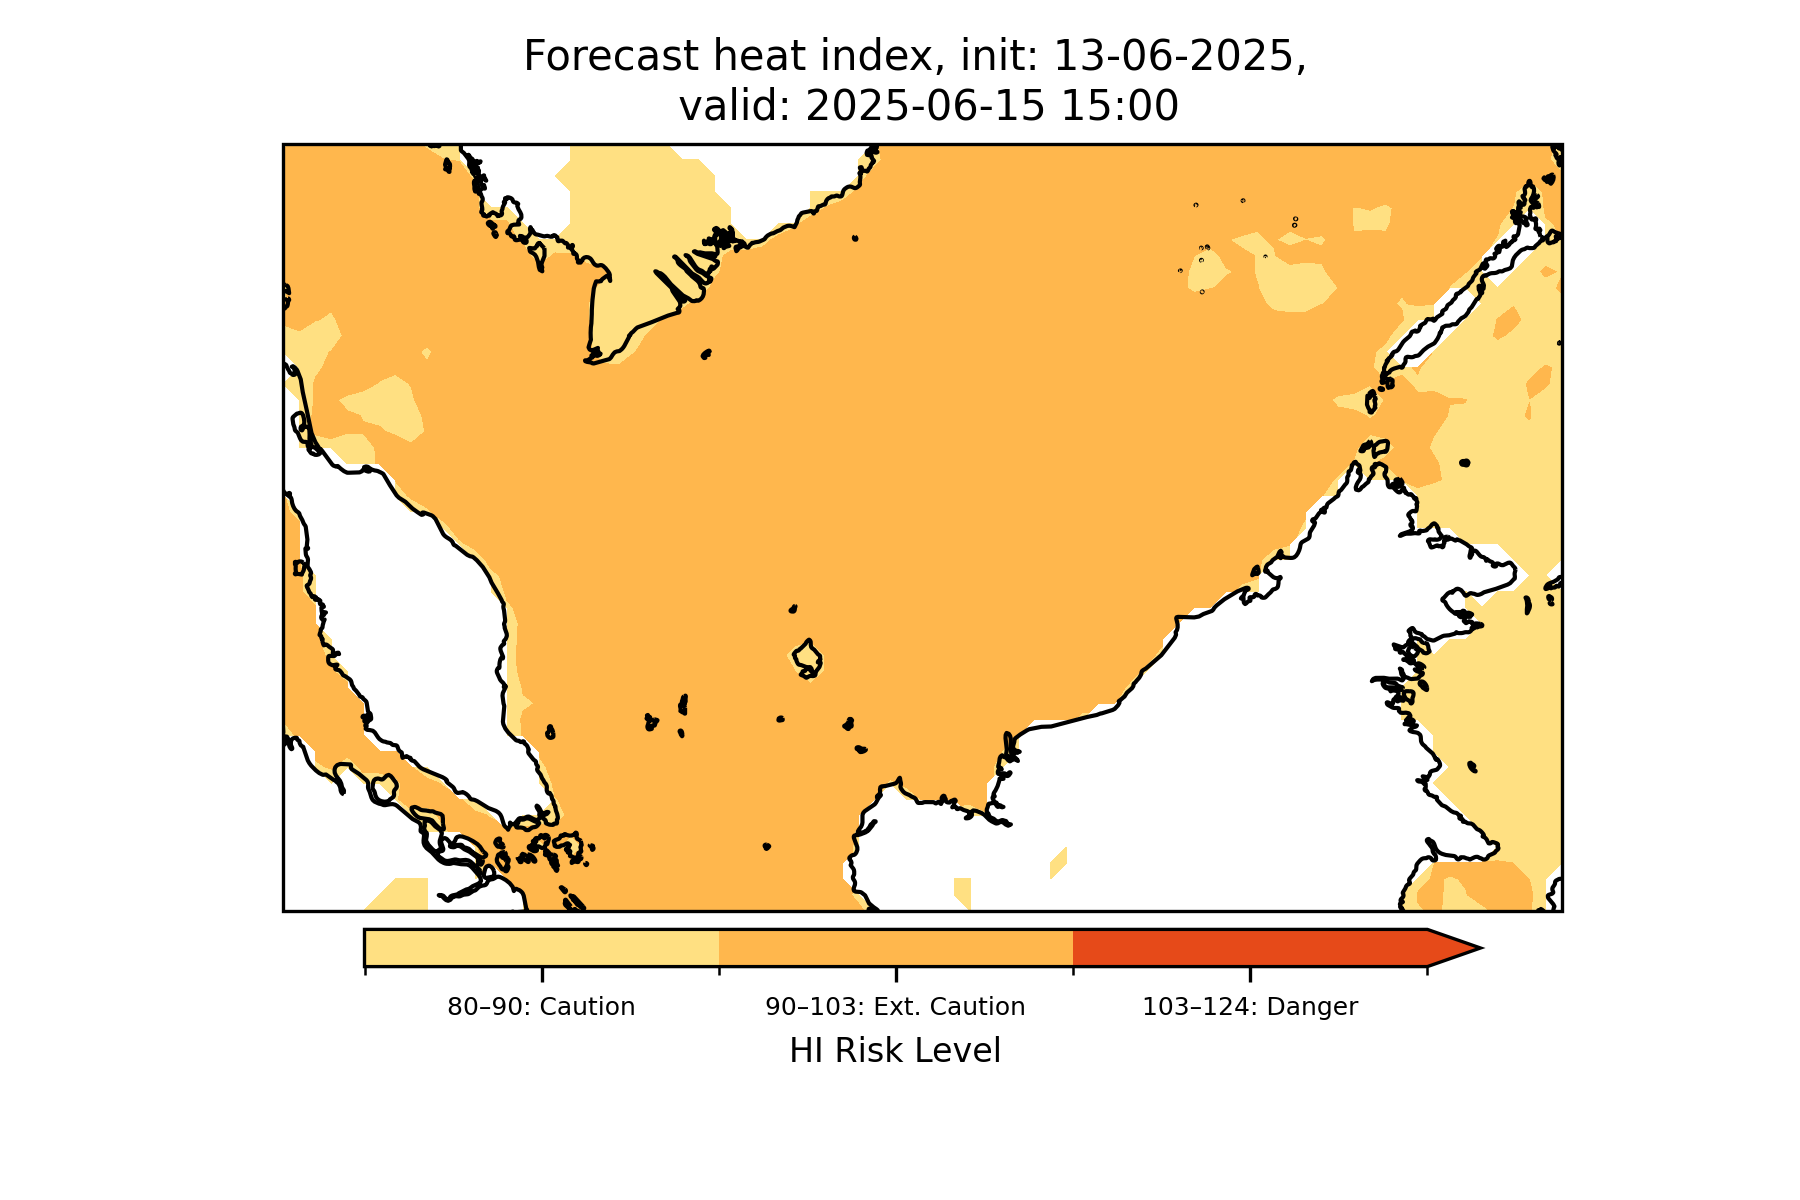 Forecast heat index, init: 13-06-2025,
valid: 2025-06-15 15:00
80–90: Caution
90–103: Ext. Caution
103–124: Danger
HI Risk Level